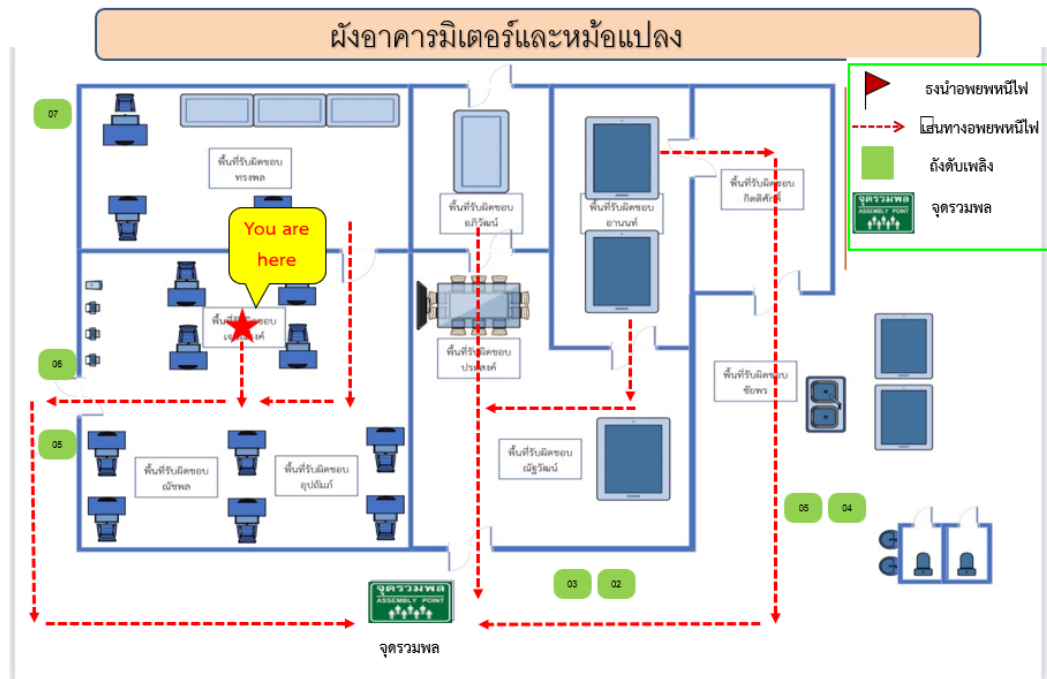 ผังอาคารมิเตอร์และหม้อแปลง
ธงนำอพยพหนีไฟ
เส้นทางอพยพหนีไฟ
ถังดับเพลิง
จุดรวมพล
ASSEMBLY POINT
จุดรวมพล
07
พื้นที่รับผิดชอบ
ทรงพล
พื้นที่รับผิดชอบ
อภิวัฒน์
พื้นที่รับผิดชอบ
อานนท์
พื้นที่รับผิดชอบ
กิตติศักดิ์
You are
here
พื้นที่รับผิดชอบ
พื้นที่รับผิดชอบ
ประสงค์
พื้นที่รับผิดชอบ
ชัยพร
06
05
พื้นที่รับผิดชอบ
ณัชพล
พื้นที่รับผิดชอบ
อุปถัมภ์
พื้นที่รับผิดชอบ
ณัฐวัฒน์
05
04
03
02
จุดรวมพล
ASSEMBLY POINT
จุดรวมพล